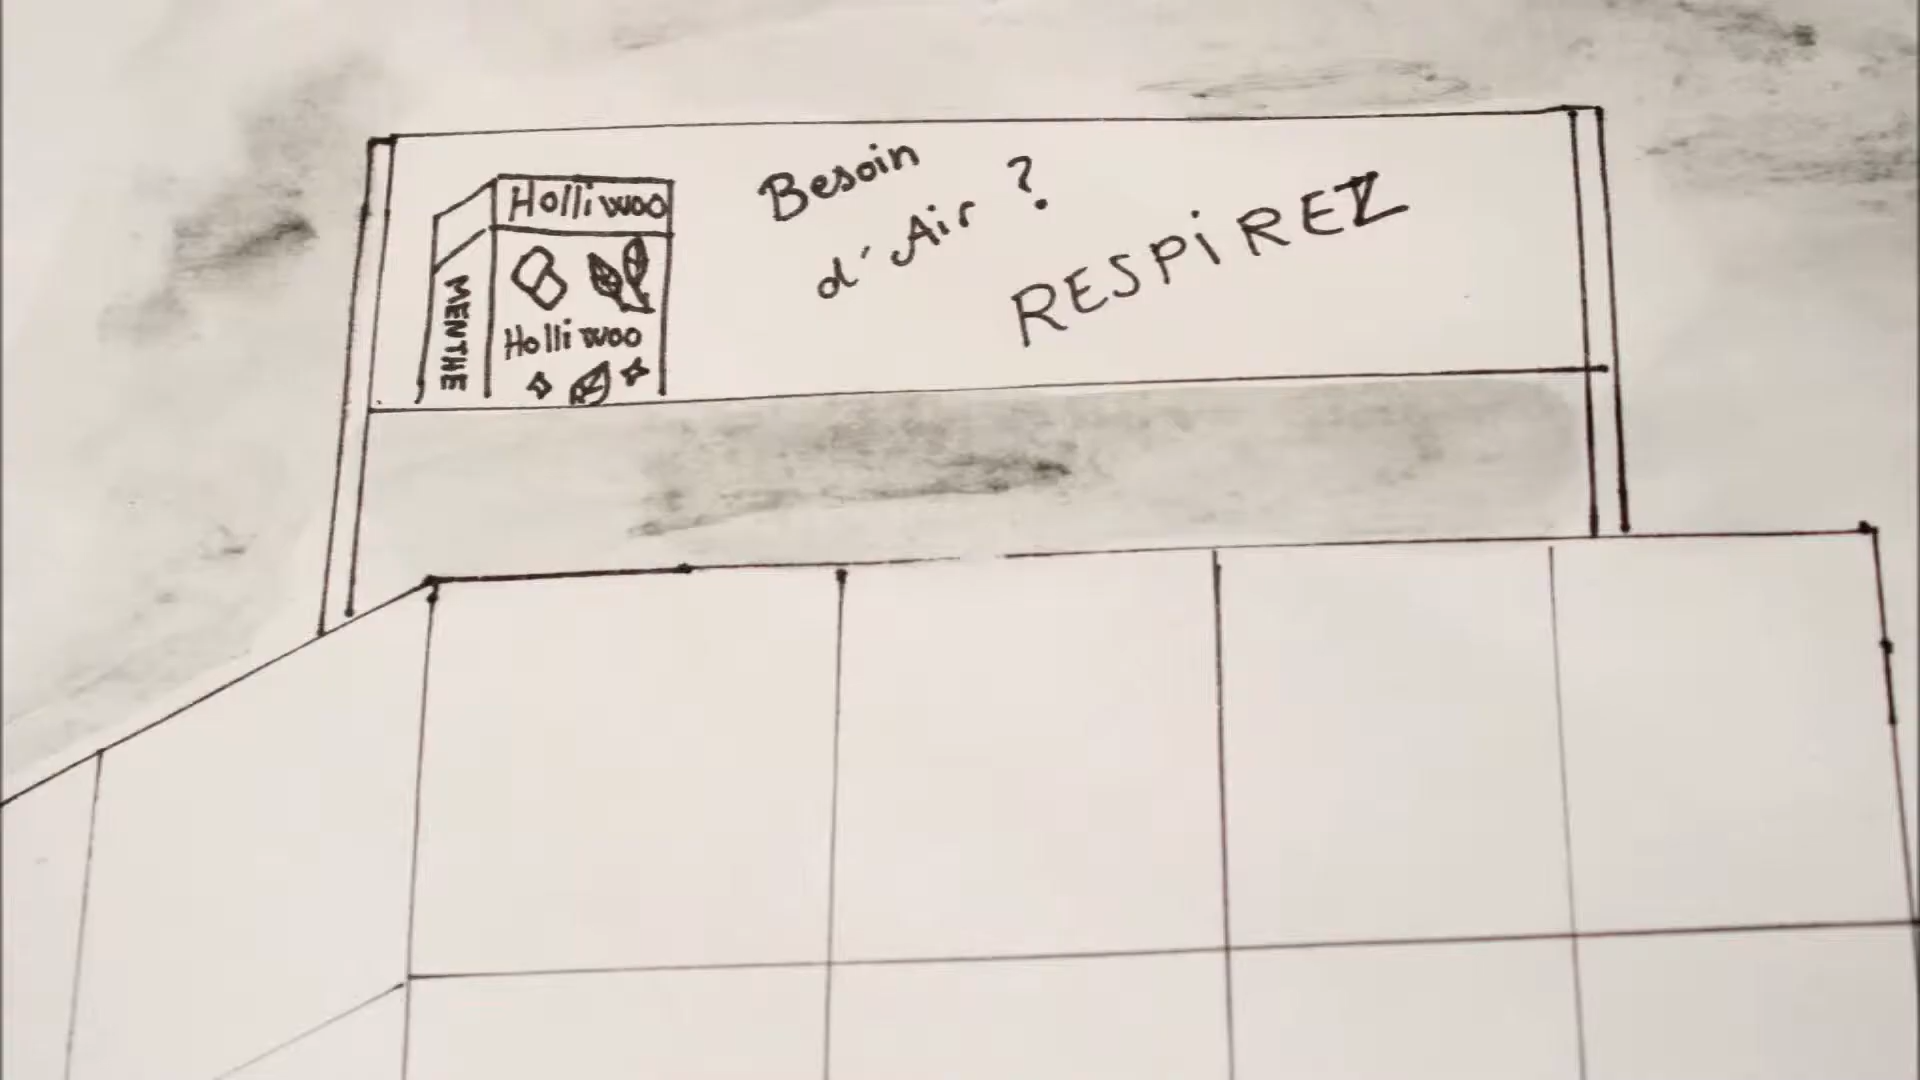 Holliwoo
MENTHE
Holliwoo
Besoin
d'Air ?
RESPIREZ